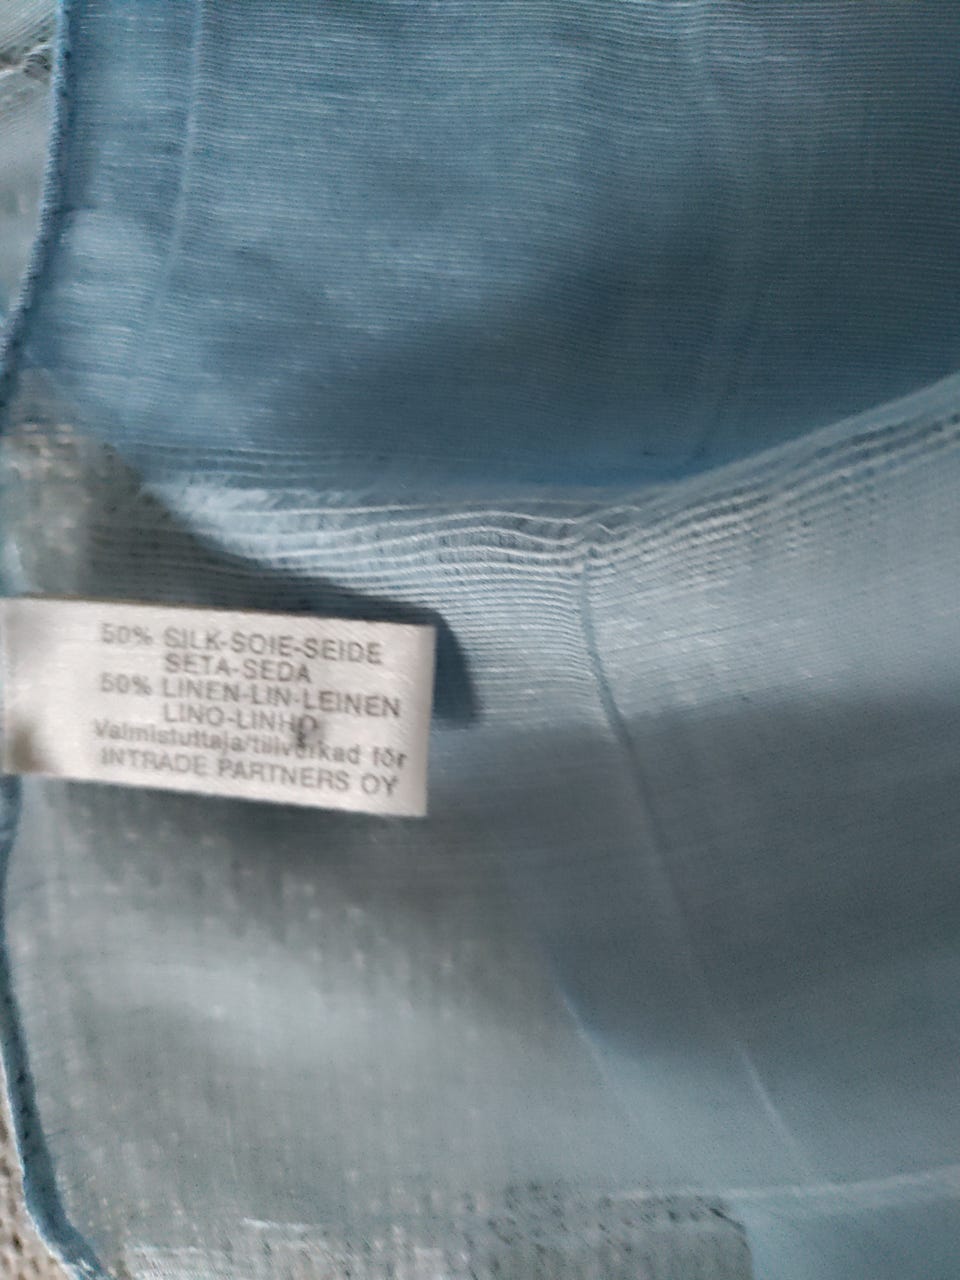 50% SILK-SOIE-SEIDE
SETA-SEDA
50% LINEN-LIN-LEINEN
LINO-LINHO
Valmistuttaja/tillverkad för
INTRADE PARTNERS OY